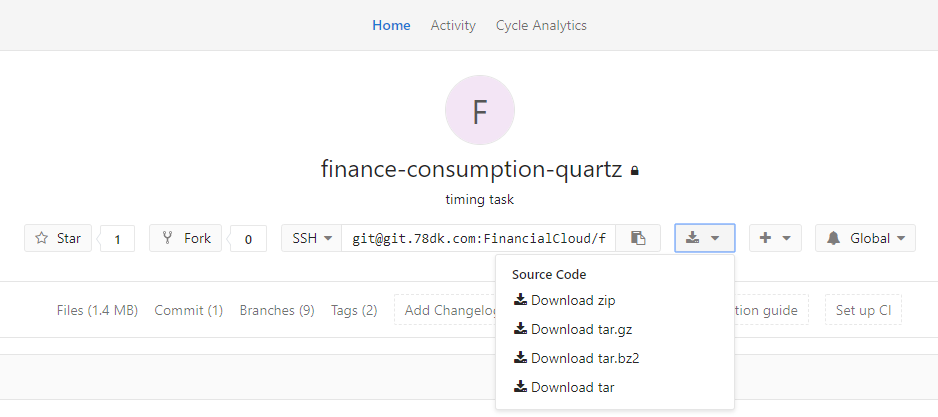 Home Activity Cycle Analytics
F
finance-consumption-quartz
timing task
Star 1 Fork 0 SSH git@git.78dk.com:FinancialCloud/f Global
Source Code
Download zip
Download tar.gz
Download tar.bz2
Download tar
Files (1.4 MB) Commit (1) Branches (9) Tags (2) Add Changelog tion guide Set up CI